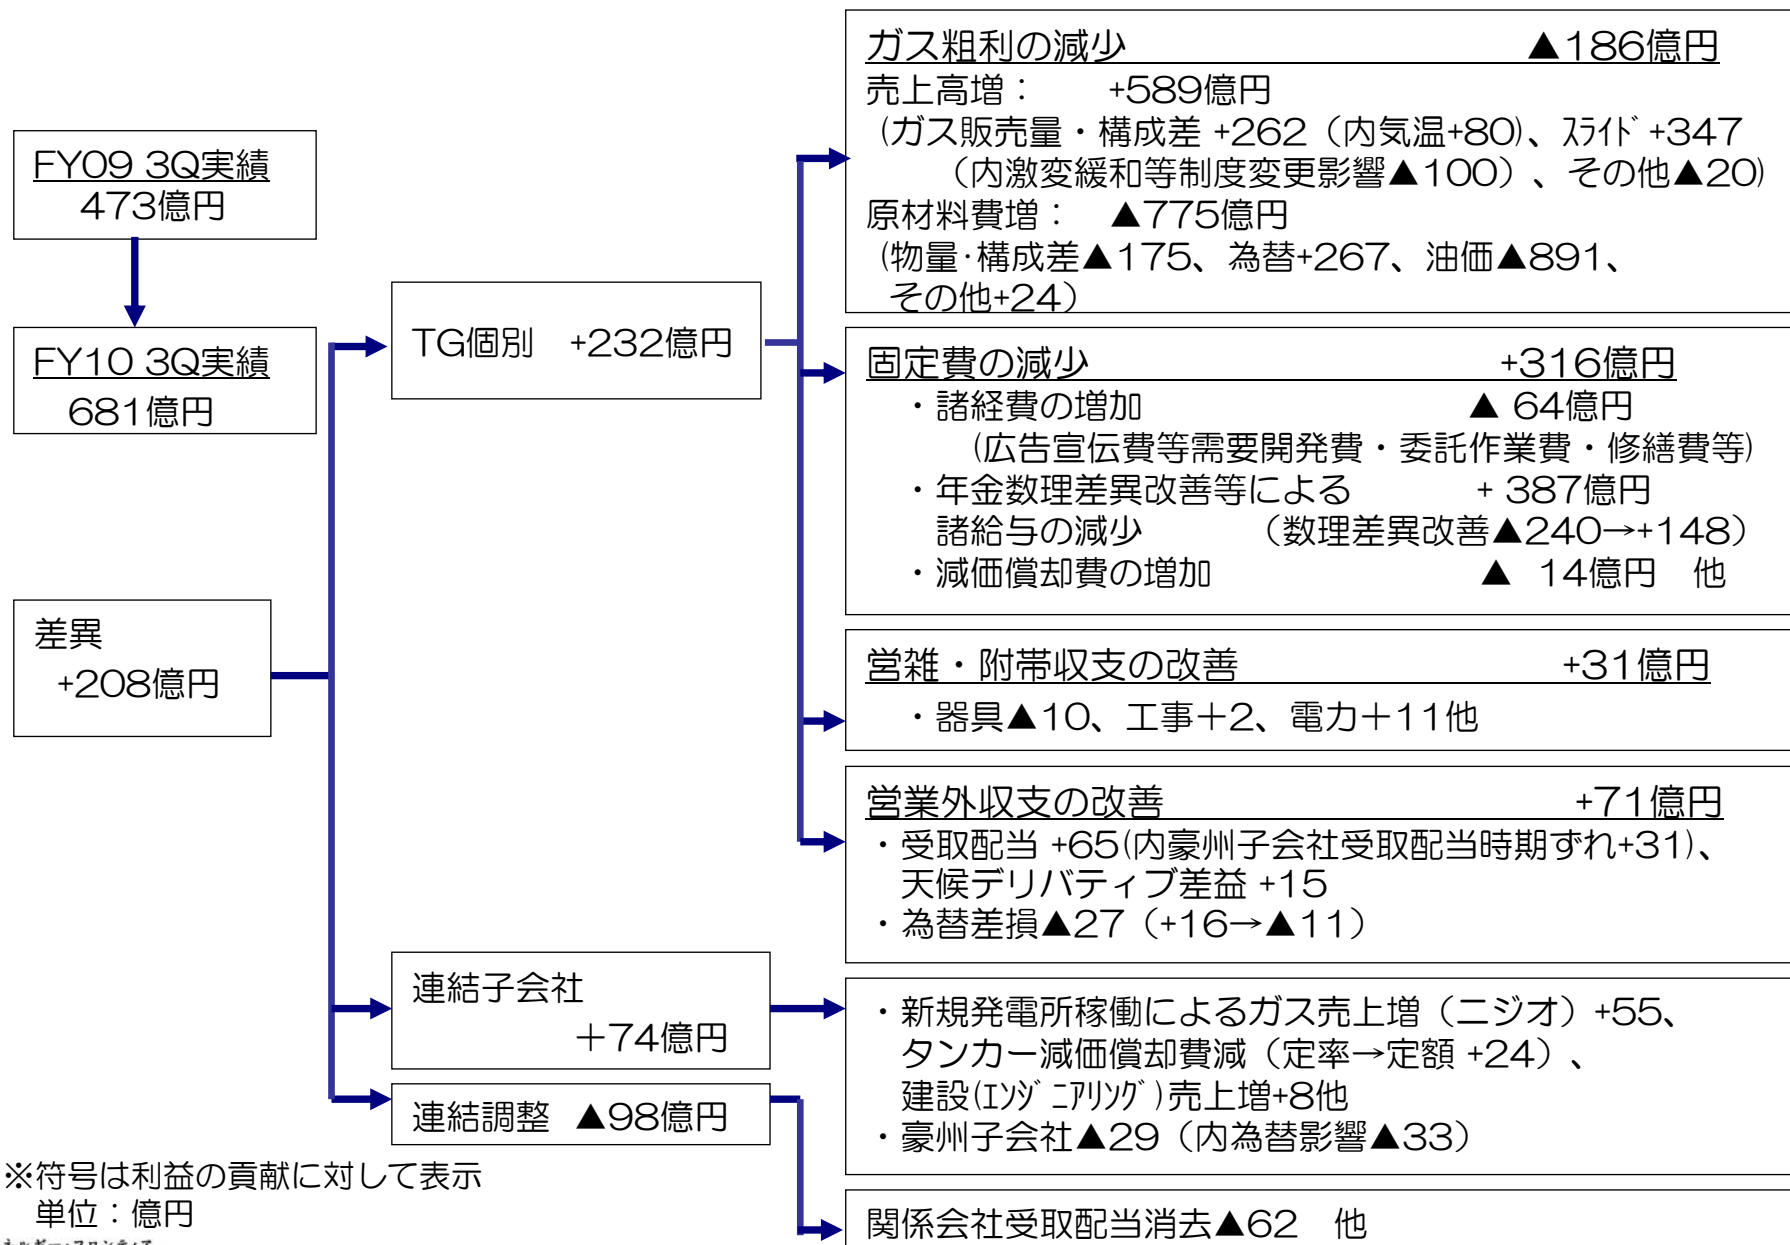 FY09 3Q実績
473億円
FY10 3Q実績
681億円
差異
+208億円
TG個別 +232億円
連結子会社
＋74億円
連結調整 ▲98億円
ガス粗利の減少 ▲186億円
売上高増： +589億円
(ガス販売量・構成差 +262（内気温+80)、ｽﾗｲﾄﾞ+347
（内激変緩和等制度変更影響▲100）、その他▲20)
原材料費増： ▲775億円
(物量･構成差▲175、為替+267、油価▲891、
その他+24）
固定費の減少 +316億円
・諸経費の増加 ▲ 64億円
(広告宣伝費等需要開発費・委託作業費・修繕費等)
・年金数理差異改善等による + 387億円
諸給与の減少 （数理差異改善▲240→+148）
・減価償却費の増加 ▲ 14億円 他
営雑・附帯収支の改善 +31億円
・器具▲10、工事＋2、電力＋11他
営業外収支の改善 +71億円
・受取配当 +65(内豪州子会社受取配当時期ずれ+31)、
天候デリバティブ差益 +15
・為替差損▲27（+16→▲11）
・新規発電所稼働によるガス売上増（ニジオ）+55、
タンカー減価償却費減（定率→定額 +24）、
建設(ｴﾝｼﾞﾆｱﾘﾝｸﾞ)売上増+8他
・豪州子会社▲29（内為替影響▲33）
関係会社受取配当消去▲62 他
※符号は利益の貢献に対して表示
単位：億円